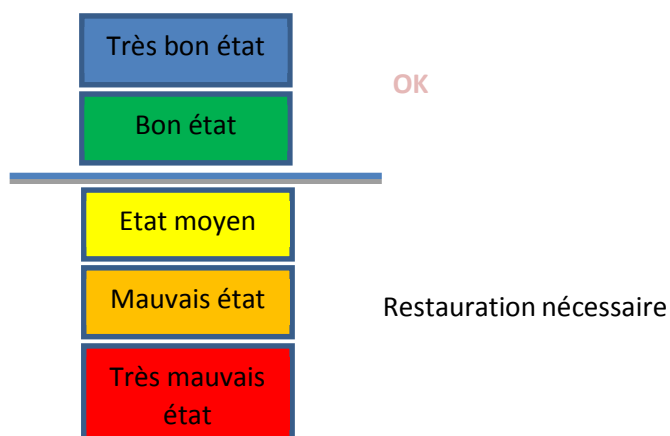 Très bon état
OK
Bon état
Etat moyen
Mauvais état
Restauration nécessaire
Très mauvais
état